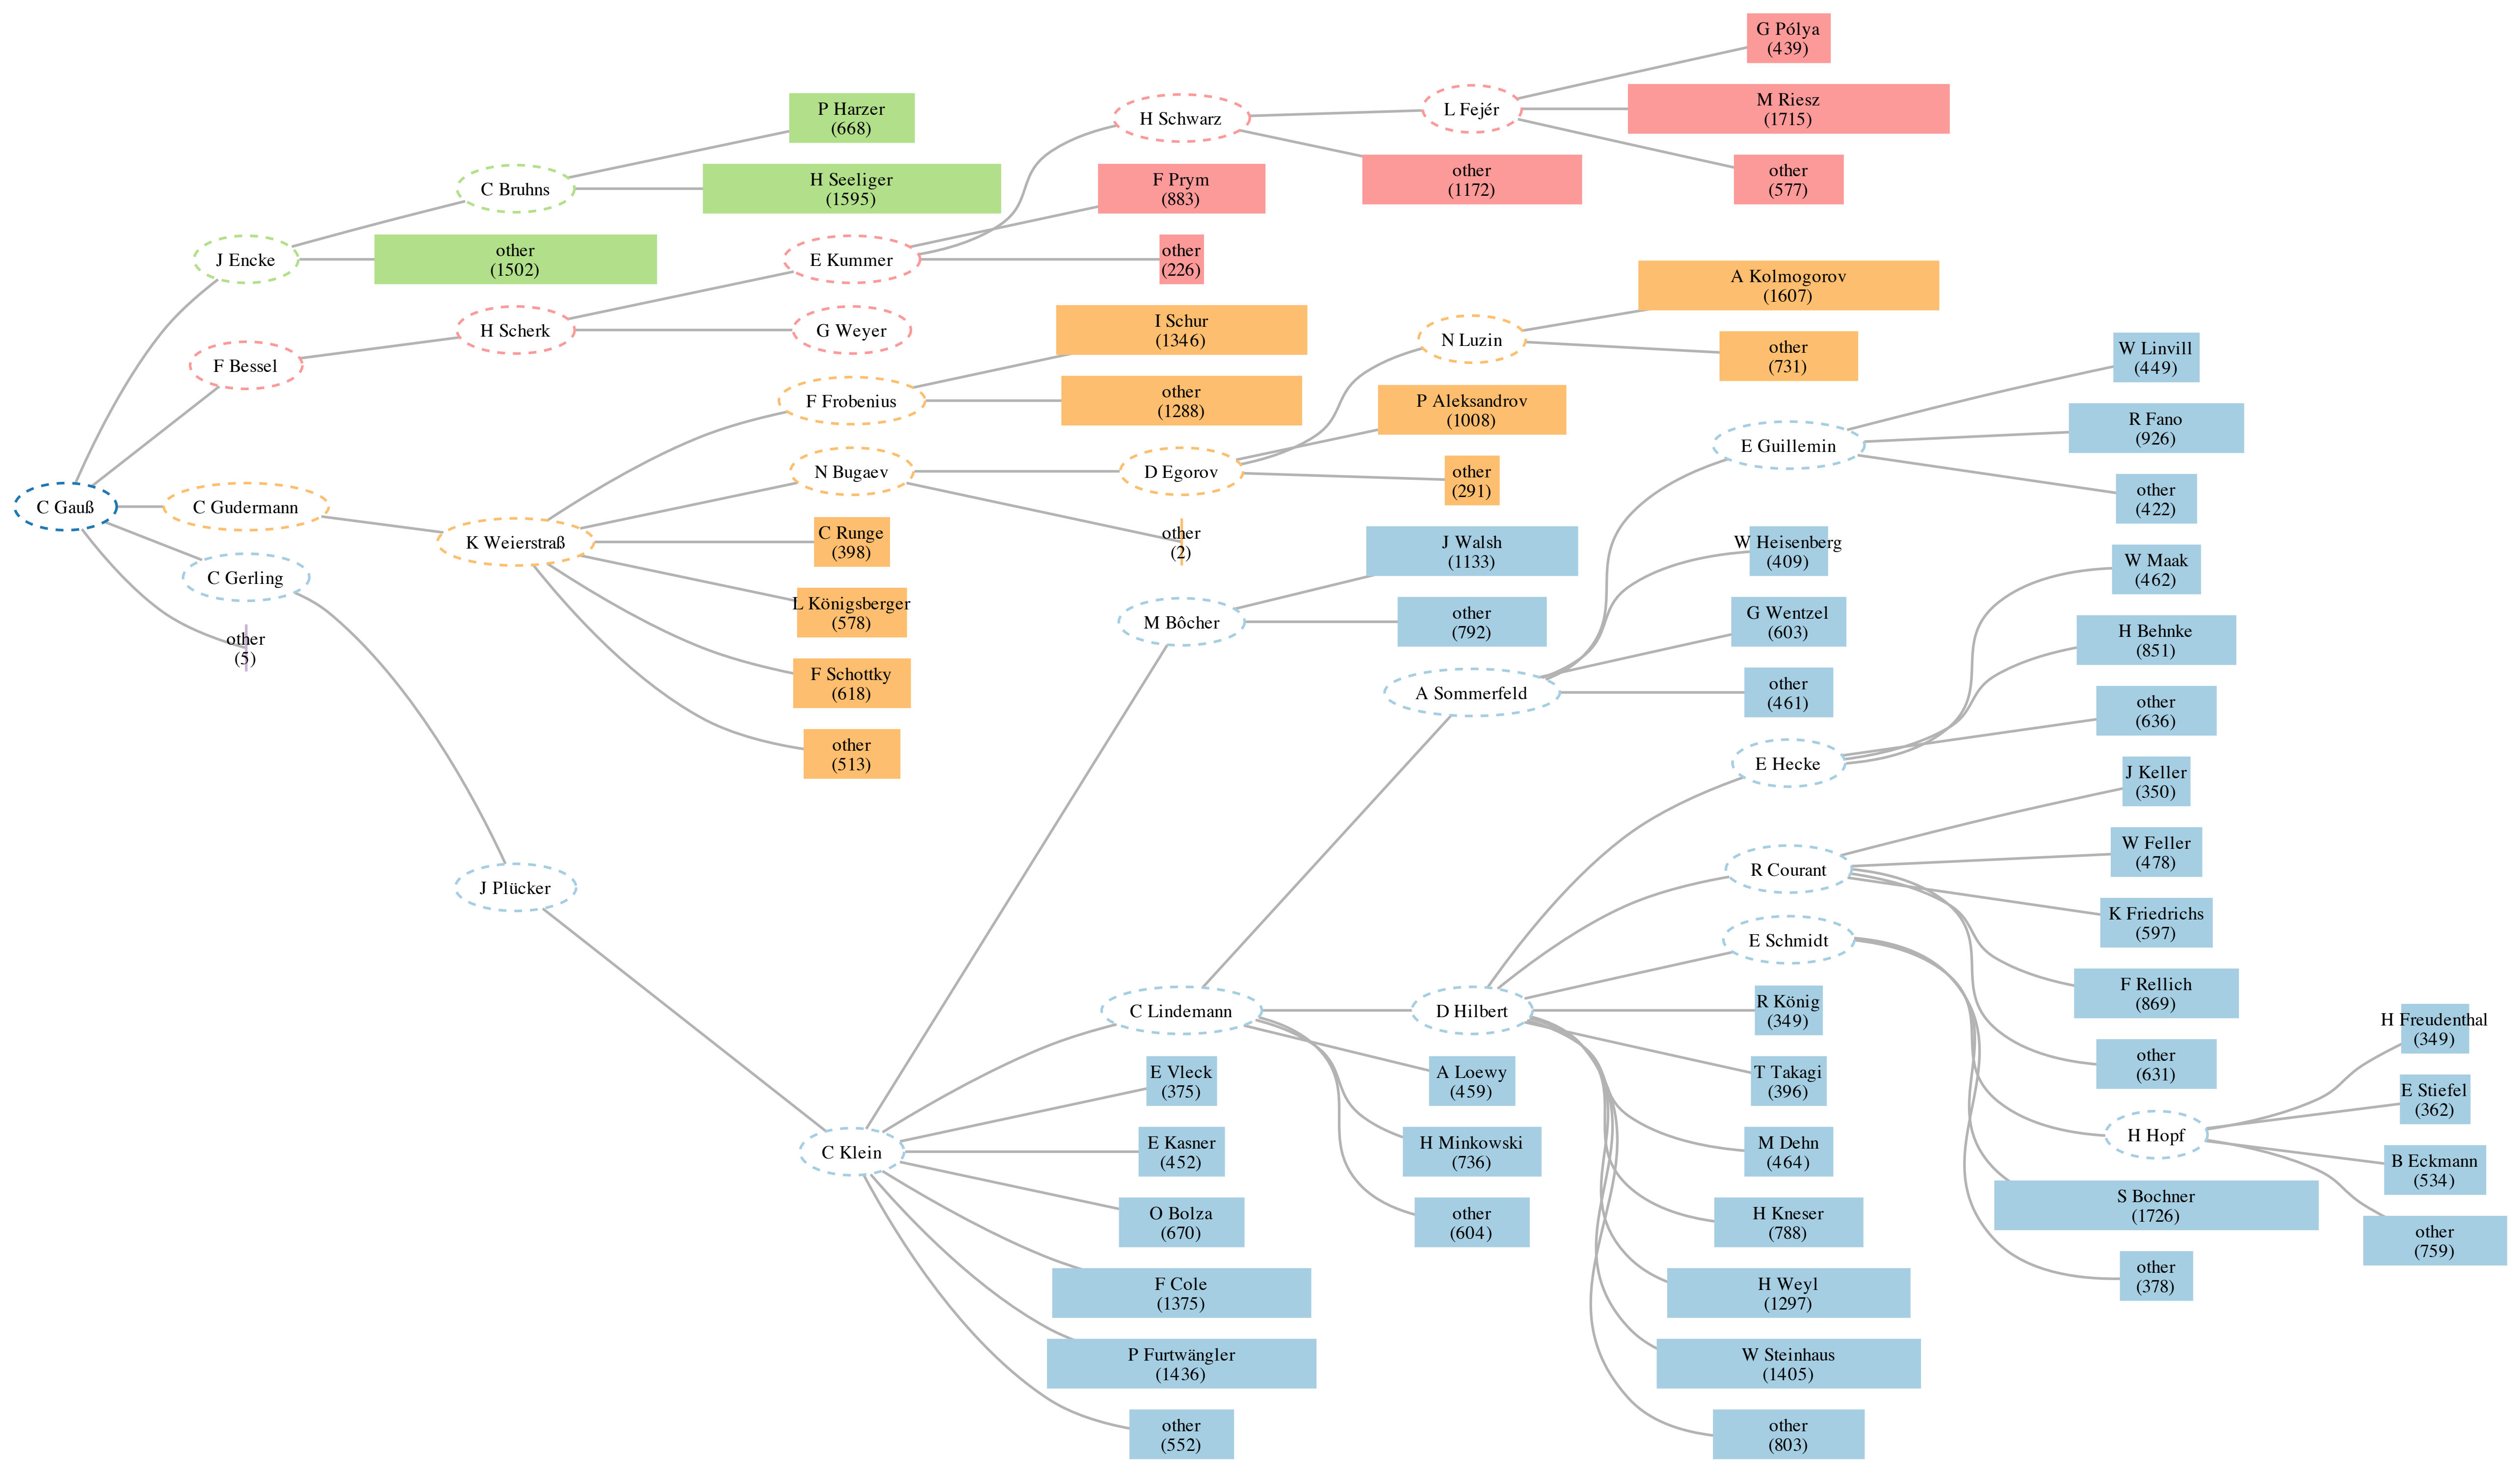 G Pólya
(439)
M Riesz
(1715)
other
(577)
L Fejér
H Schwarz
other
(1172)
P Harzer
(668)
H Seeliger
(1595)
C Bruhns
J Encke
other
(1502)
F Prym
(883)
other
(226)
E Kummer
H Scherk
G Weyer
F Bessel
I Schur
(1346)
other
(1288)
F Frobenius
A Kolmogorov
(1607)
other
(731)
N Luzin
P Aleksandrov
(1008)
other
(291)
N Bugaev
D Egorov
other
(2)
C Gauß
C Gudermann
K Weierstraß
C Runge
(398)
L Königsberger
(578)
F Schottky
(618)
other
(513)
C Gerling
other
(5)
W Linvill
(449)
R Fano
(926)
other
(422)
E Guillemin
W Heisenberg
(409)
G Wentzel
(603)
other
(461)
A Sommerfeld
J Walsh
(1133)
other
(792)
M Bôcher
W Maak
(462)
H Behnke
(851)
other
(636)
E Hecke
J Keller
(350)
W Feller
(478)
K Friedrichs
(597)
F Rellich
(869)
other
(631)
R Courant
E Schmidt
J Plücker
C Lindemann
D Hilbert
R König
(349)
T Takagi
(396)
M Dehn
(464)
H Kneser
(788)
H Weyl
(1297)
W Steinhaus
(1405)
other
(803)
H Freudenthal
(349)
E Stiefel
(362)
B Eckmann
(534)
other
(759)
H Hopf
S Bochner
(1726)
other
(378)
A Loewy
(459)
H Minkowski
(736)
other
(604)
C Klein
E Vleck
(375)
E Kasner
(452)
O Bolza
(670)
F Cole
(1375)
P Furtwängler
(1436)
other
(552)